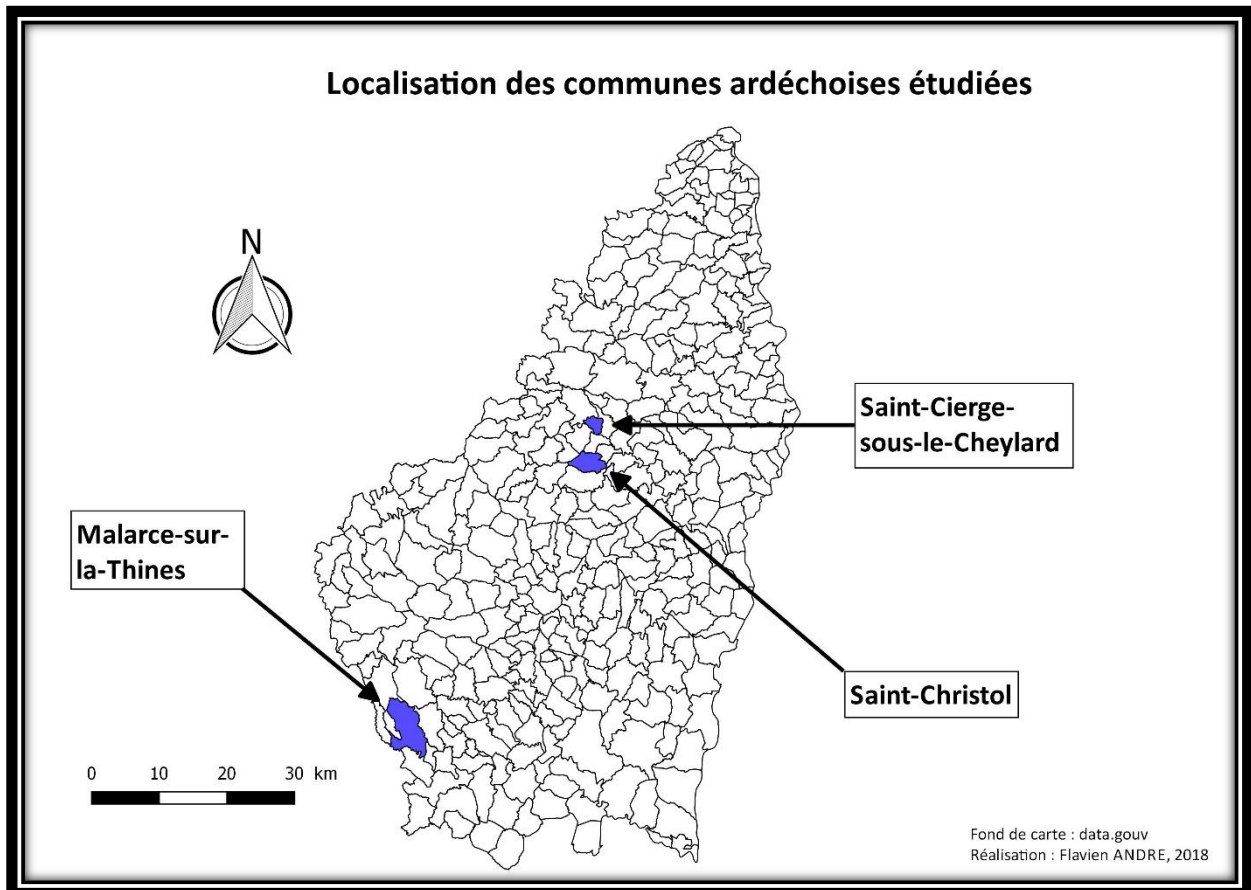 Localisation des communes ardéchoises étudiées
N
Saint-Cierge-
sous-le-Cheylard
Malarce-sur-
la-Thines
Saint-Christol
0 10 20 30 km
Fond de carte : data.gouv
Réalisation : Flavien ANDRE, 2018